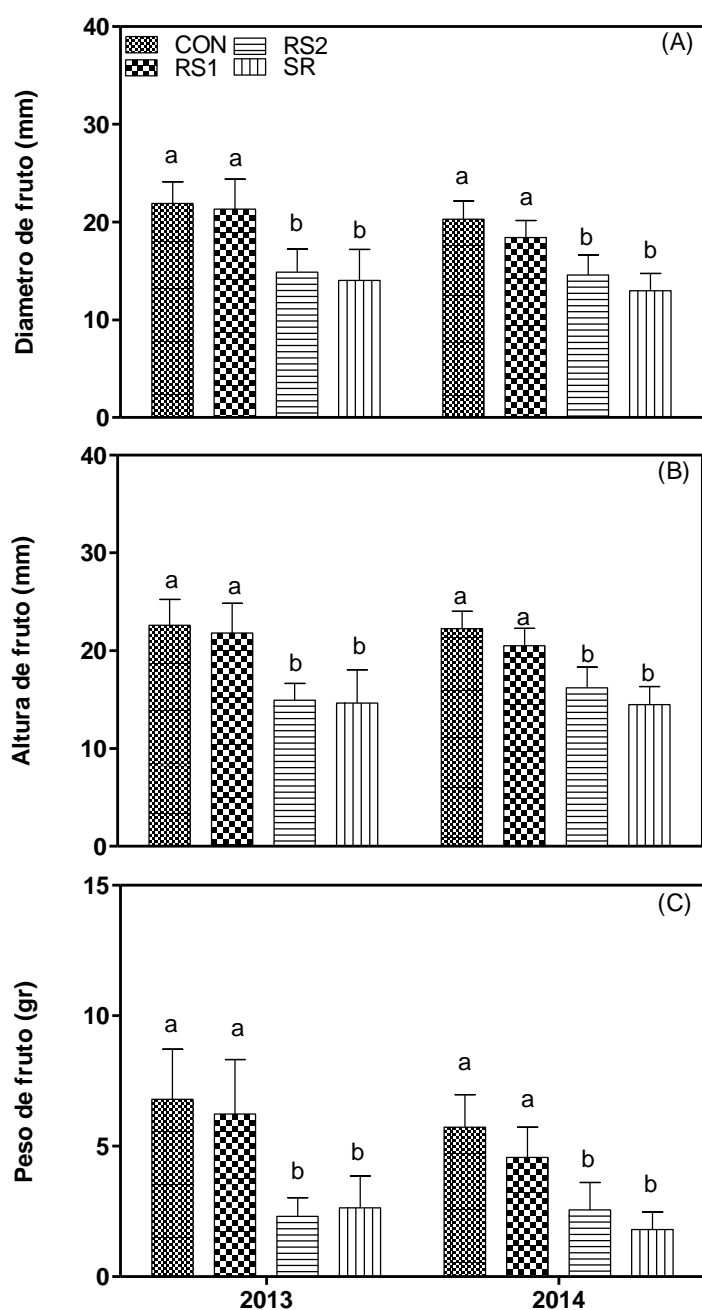 40
CON RS2 (A)
RS1 SR
30
a a a a
20
b b b b
10
0
Diametro de fruto (mm)
40
(B)
30
a a a a
20
b b b b
10
0
Altura de fruto (mm)
15
(C)
10
a a a a
5
b b b b
0
Peso de fruto (gr)
2013 2014